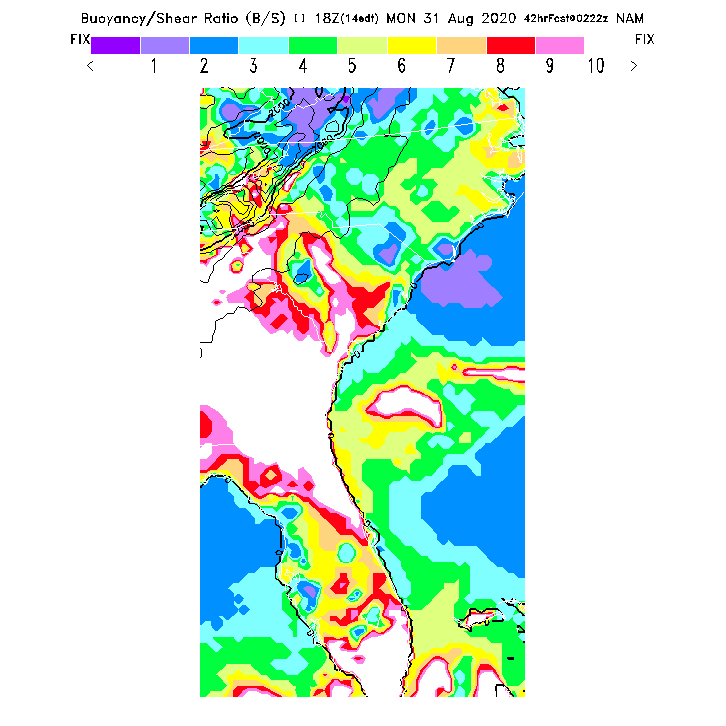 Buoyancy/Shear Ratio (B/S) [] 18Z(14edt) MON 31 Aug 2020 42hrFcst@0222z NAM
FIX FIX
< 1 2 3 4 5 6 7 8 9 10 >
2000